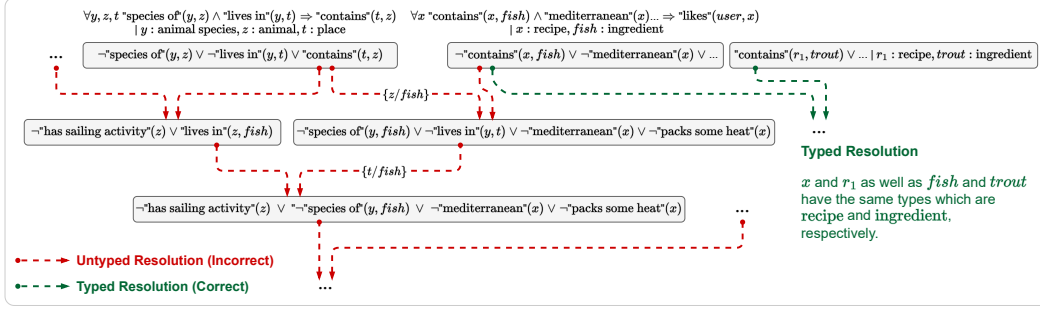 ∀y, z, t "species of"(y, z) ∧ "lives in"(y, t) ⇒ "contains"(t, z)
| y : animal species, z : animal, t : place
∀x "contains"(x, fish) ∧ "mediterranean"(x)... ⇒ "likes"(user, x)
| x : recipe, fish : ingredient
...
¬"species of"(y, z) ∨ ¬"lives in"(y, t) ∨ "contains"(t, z)
¬"contains"(x, fish) ∨ ¬"mediterranean"(x) ∨ ...
"contains"(r₁, trout) ∨ ... | r₁ : recipe, trout : ingredient
{z/fish}
¬"has sailing activity"(z) ∨ "lives in"(z, fish)
¬"species of"(y, fish) ∨ ¬"lives in"(y, t) ∨ ¬"mediterranean"(x) ∨ ¬"packs some heat"(x)
...
Typed Resolution
x and r₁ as well as fish and trout
have the same types which are
recipe and ingredient,
respectively.
{t/fish}
¬"has sailing activity"(z) ∨ "¬"species of"(y, fish) ∨ ¬"mediterranean"(x) ∨ ¬"packs some heat"(x)
...
Untyped Resolution (Incorrect)
Typed Resolution (Correct)
...